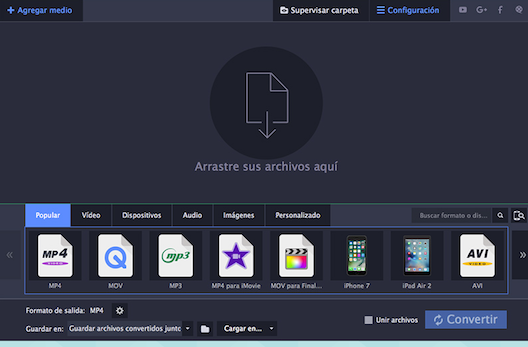 + Agregar medio
Supervisar carpeta
Configuración
G+
f
Arrastre sus archivos aquí
Popular
Vídeo
Dispositivos
Audio
Imágenes
Personalizado
Buscar formato o dis...
MP4
mp3
AVI
VIDEO
MP4
MOV
MP3
MP4 para iMovie
MOV para Final...
iPhone 7
iPad Air 2
AVI
Formato de salida: MP4
Guardar en: Guardar archivos convertidos junto
Cargar en...
Unir archivos
Convertir